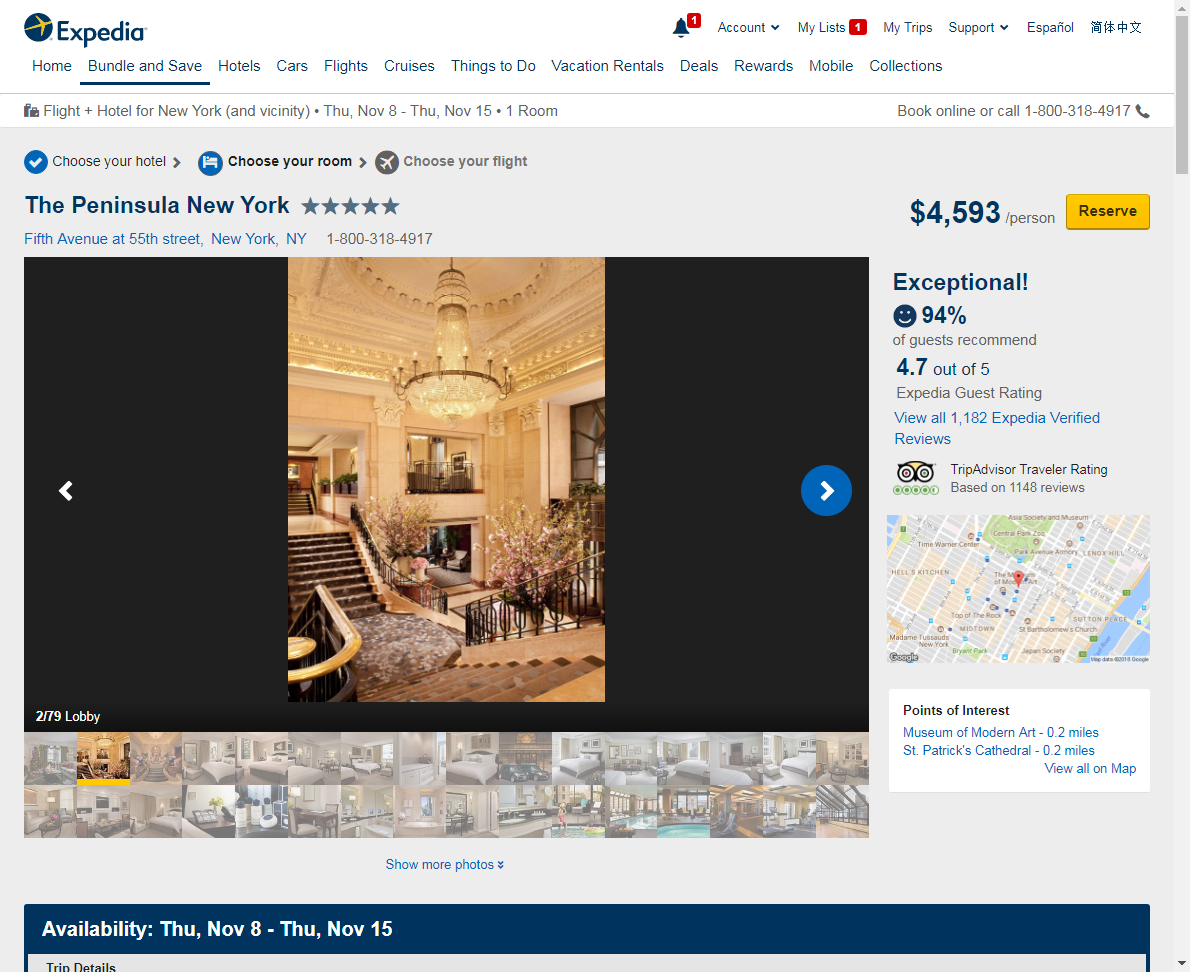 Expedia
1
Account
My Lists 1
My Trips
Support
Español
简体中文
Home
Bundle and Save
Hotels
Cars
Flights
Cruises
Things to Do
Vacation Rentals
Deals
Rewards
Mobile
Collections
Flight + Hotel for New York (and vicinity) • Thu, Nov 8 - Thu, Nov 15 • 1 Room
Book online or call 1-800-318-4917
Choose your hotel
Choose your room
Choose your flight
The Peninsula New York
$4,593 /person
Reserve
Fifth Avenue at 55th street, New York, NY 1-800-318-4917
Exceptional!
94%
of guests recommend
4.7 out of 5
Expedia Guest Rating
View all 1,182 Expedia Verified
Reviews
TripAdvisor Traveler Rating
Based on 1148 reviews
Asia Society and Museum
Central Park Zoo
Time Warner Center
Park Avenue Armory
LENOX HILL
HELL'S KITCHEN
The Museum
of Modern Art
Top of The Rock
SUTTON PLACE
MIDTOWN
St Bartholomew's Church
Madame Tussauds
New York
Bryant Park
Japan Society
Google
Map data ©2018 Google
2/79 Lobby
Points of Interest
Museum of Modern Art - 0.2 miles
St. Patrick's Cathedral - 0.2 miles
View all on Map
Show more photos
Availability: Thu, Nov 8 - Thu, Nov 15
Trip Details